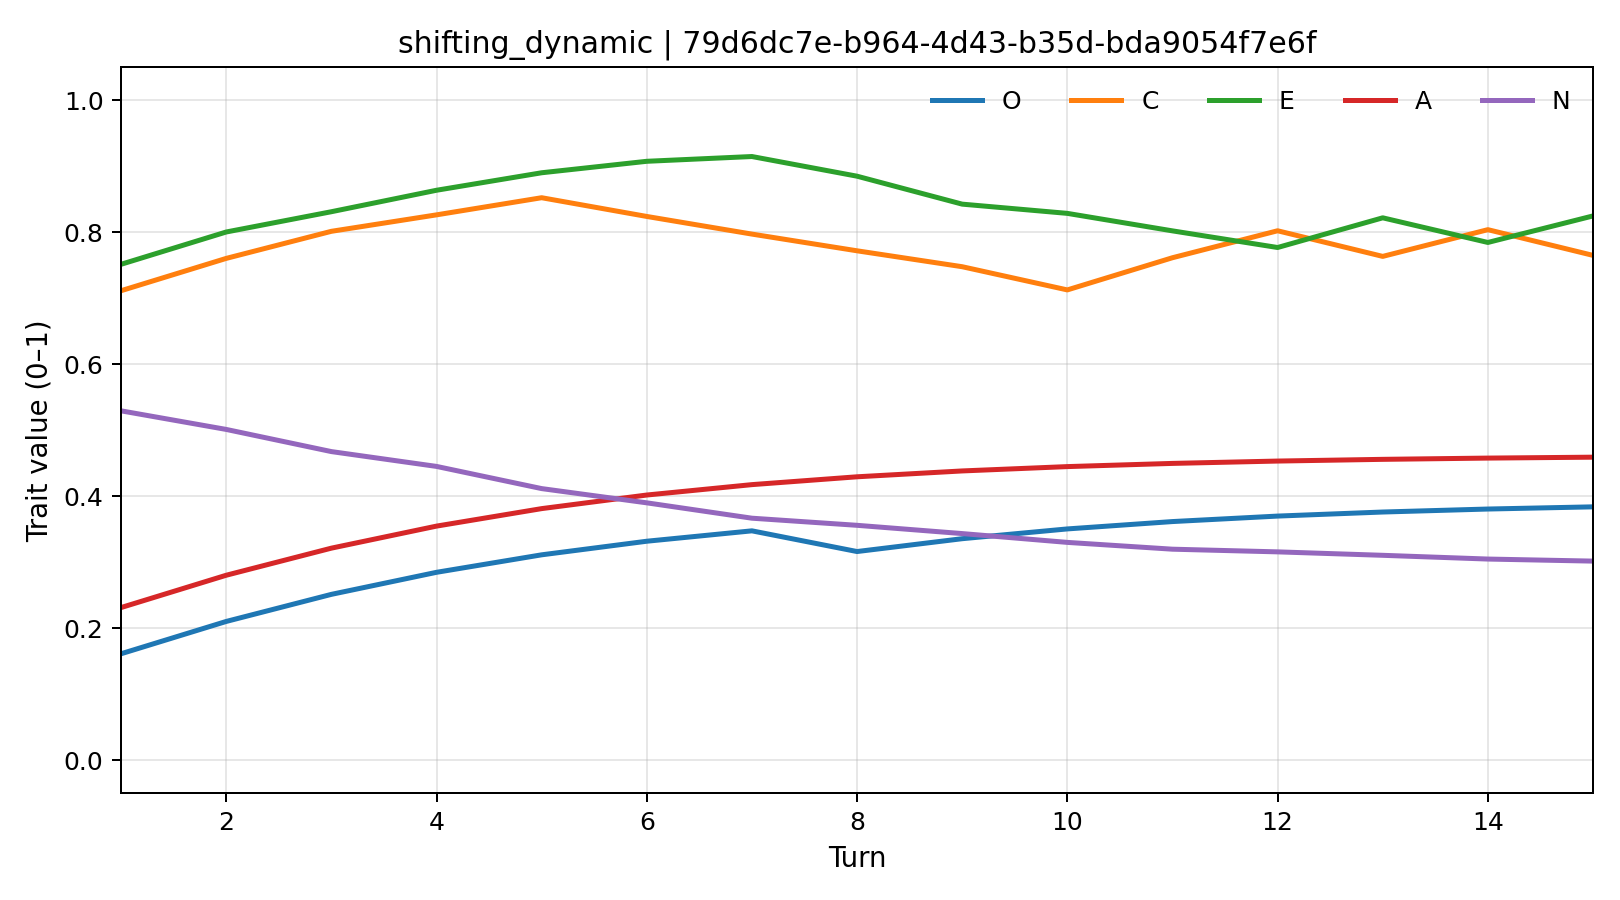 shifting_dynamic | 79d6dc7e-b964-4d43-b35d-bda9054f7e6f
O C E A N
1.0
0.8
0.6
0.4
0.2
0.0
Trait value (0–1)
2 4 6 8 10 12 14
Turn